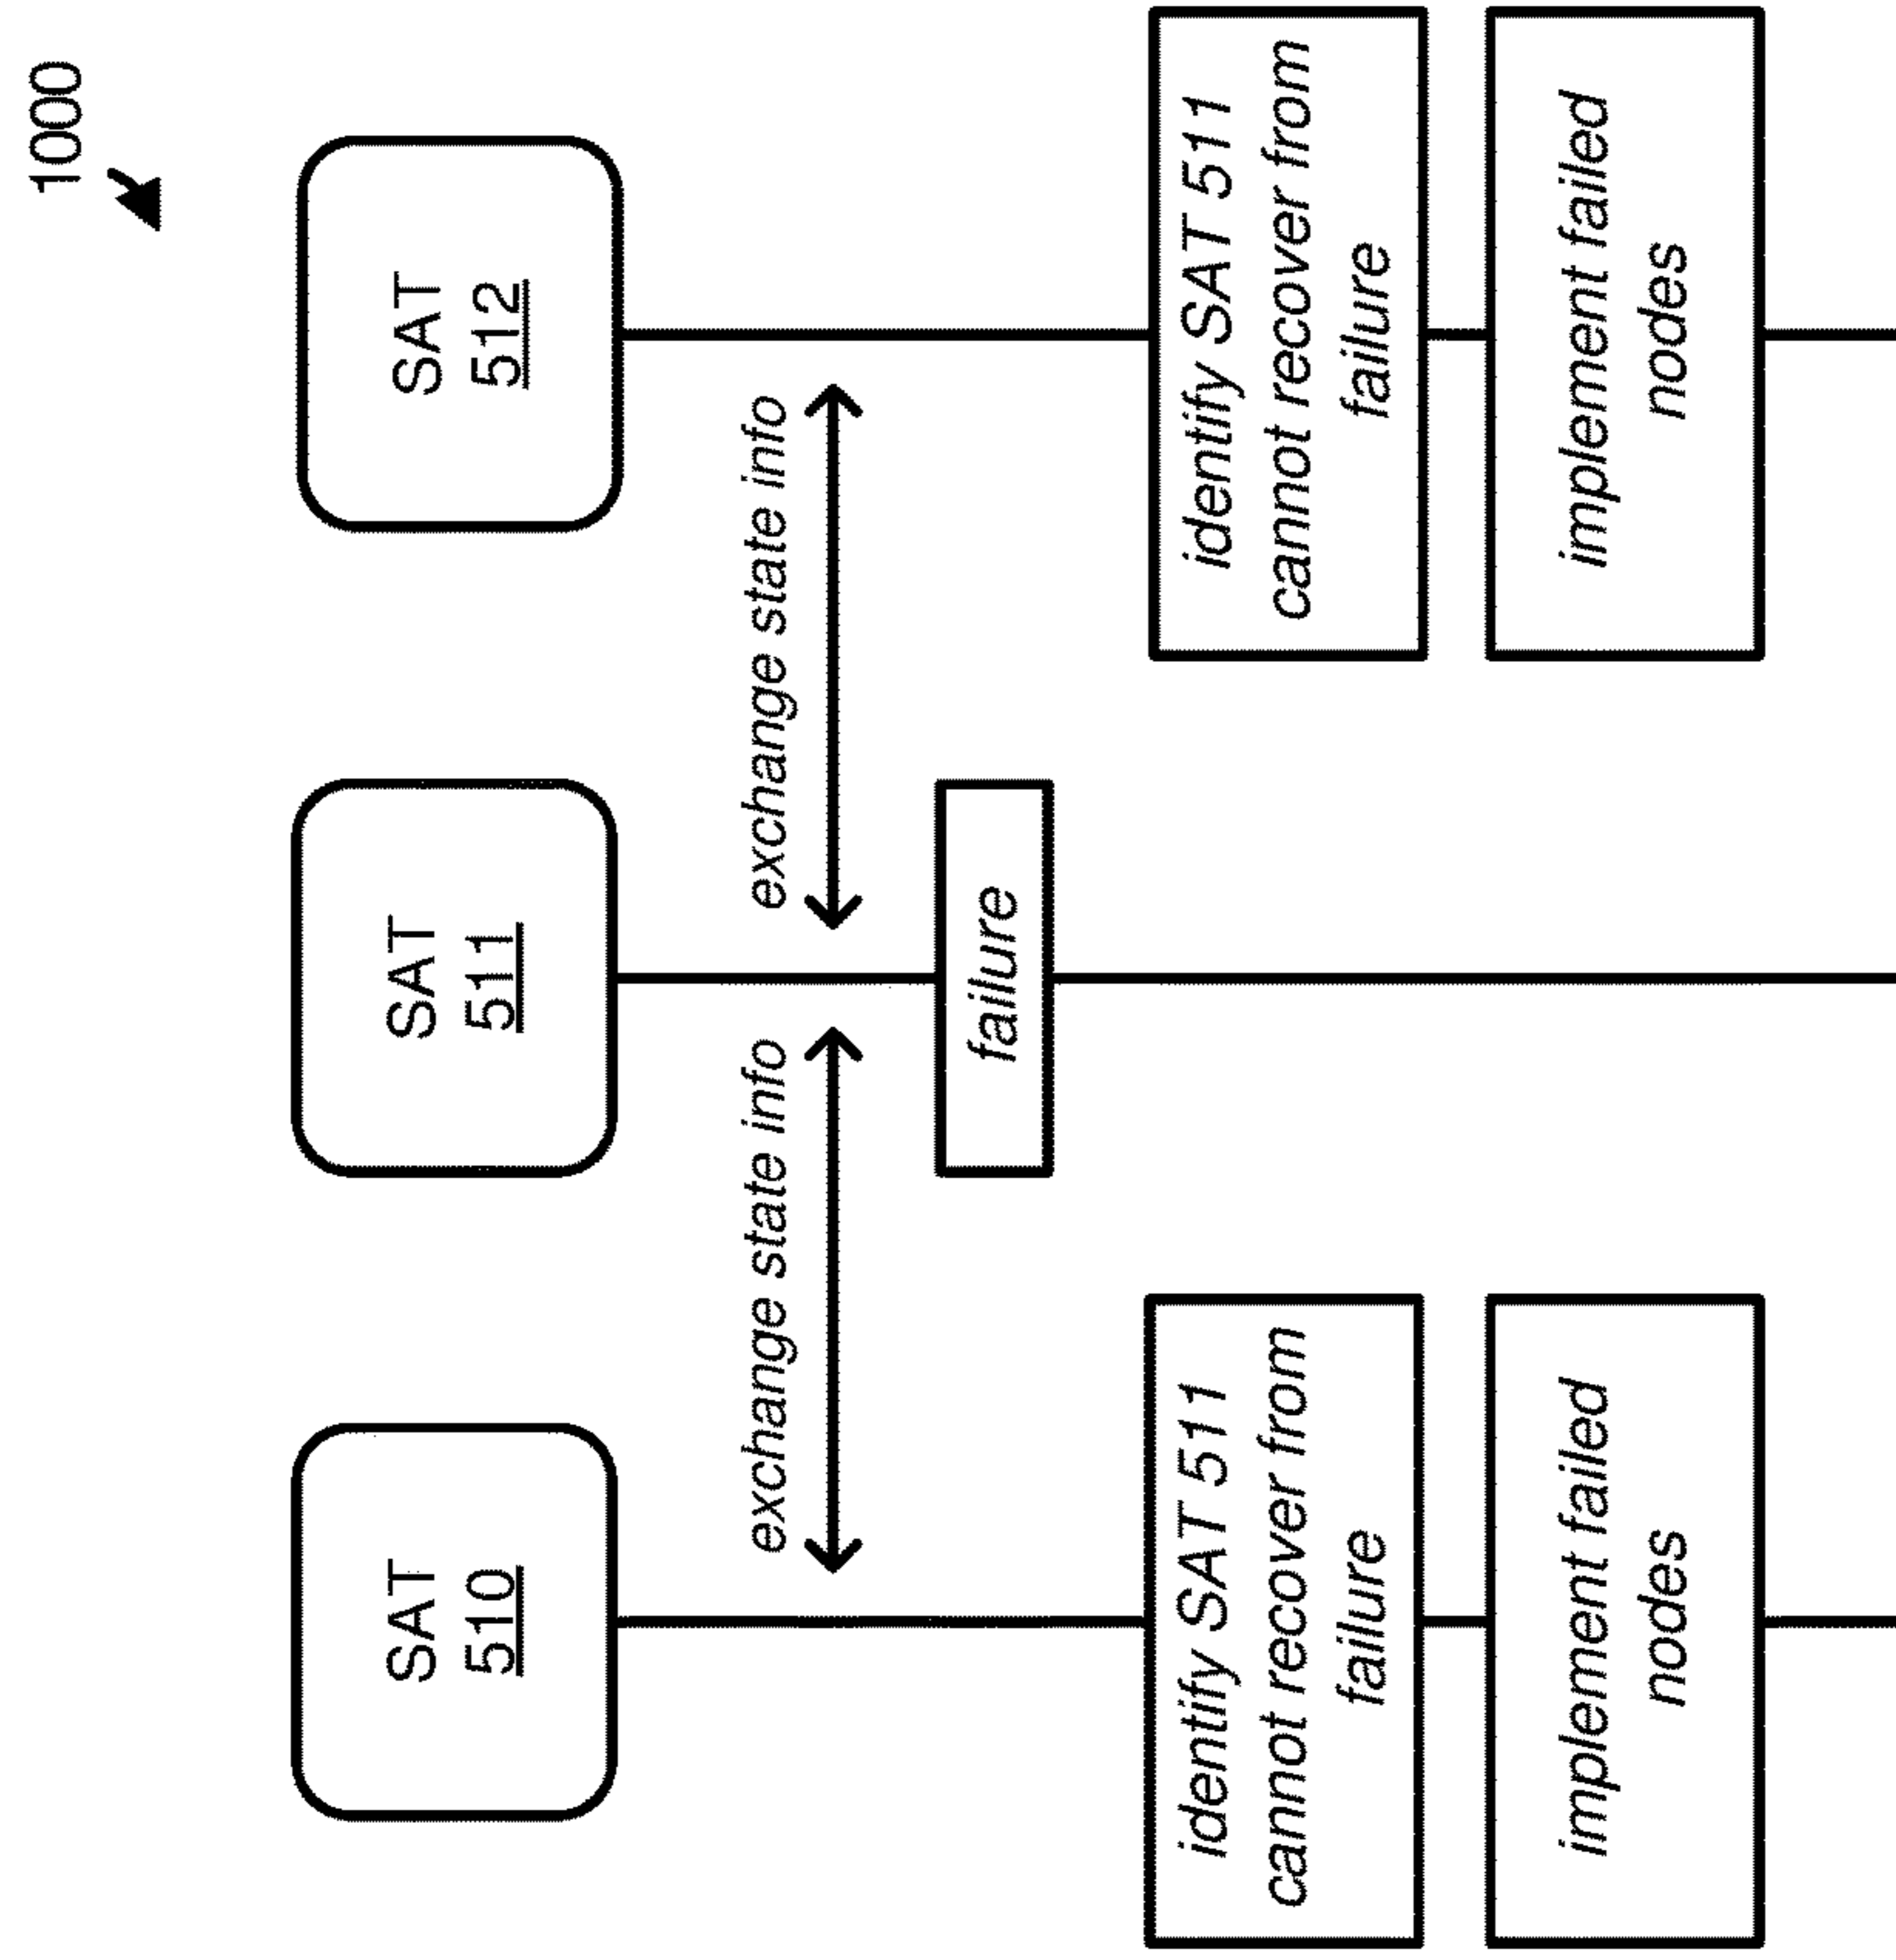 1000
SAT
510
SAT
511
SAT
512
exchange state info
exchange state info
failure
identify SAT 511
cannot recover from
failure
identify SAT 511
cannot recover from
failure
implement failed
nodes
implement failed
nodes